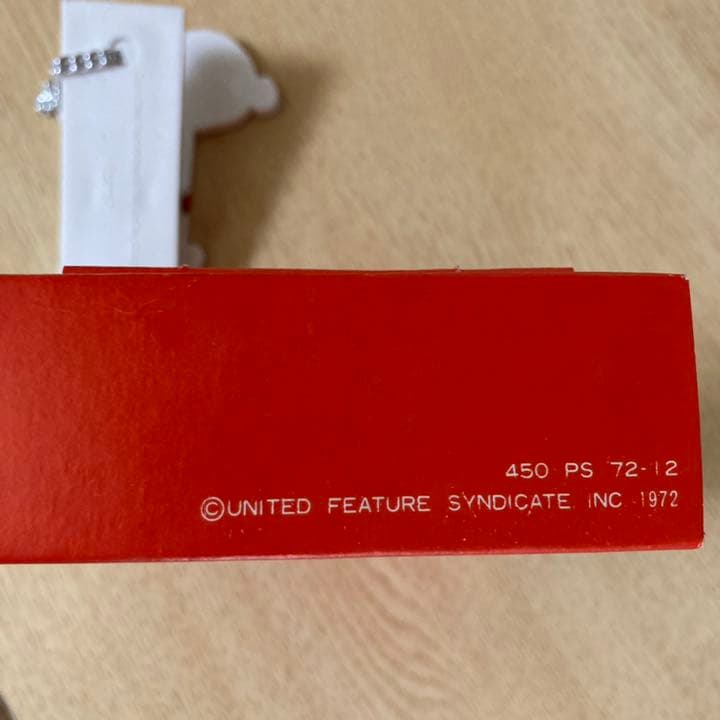 450 PS 72-12
©UNITED FEATURE SYNDICATE INC 1972